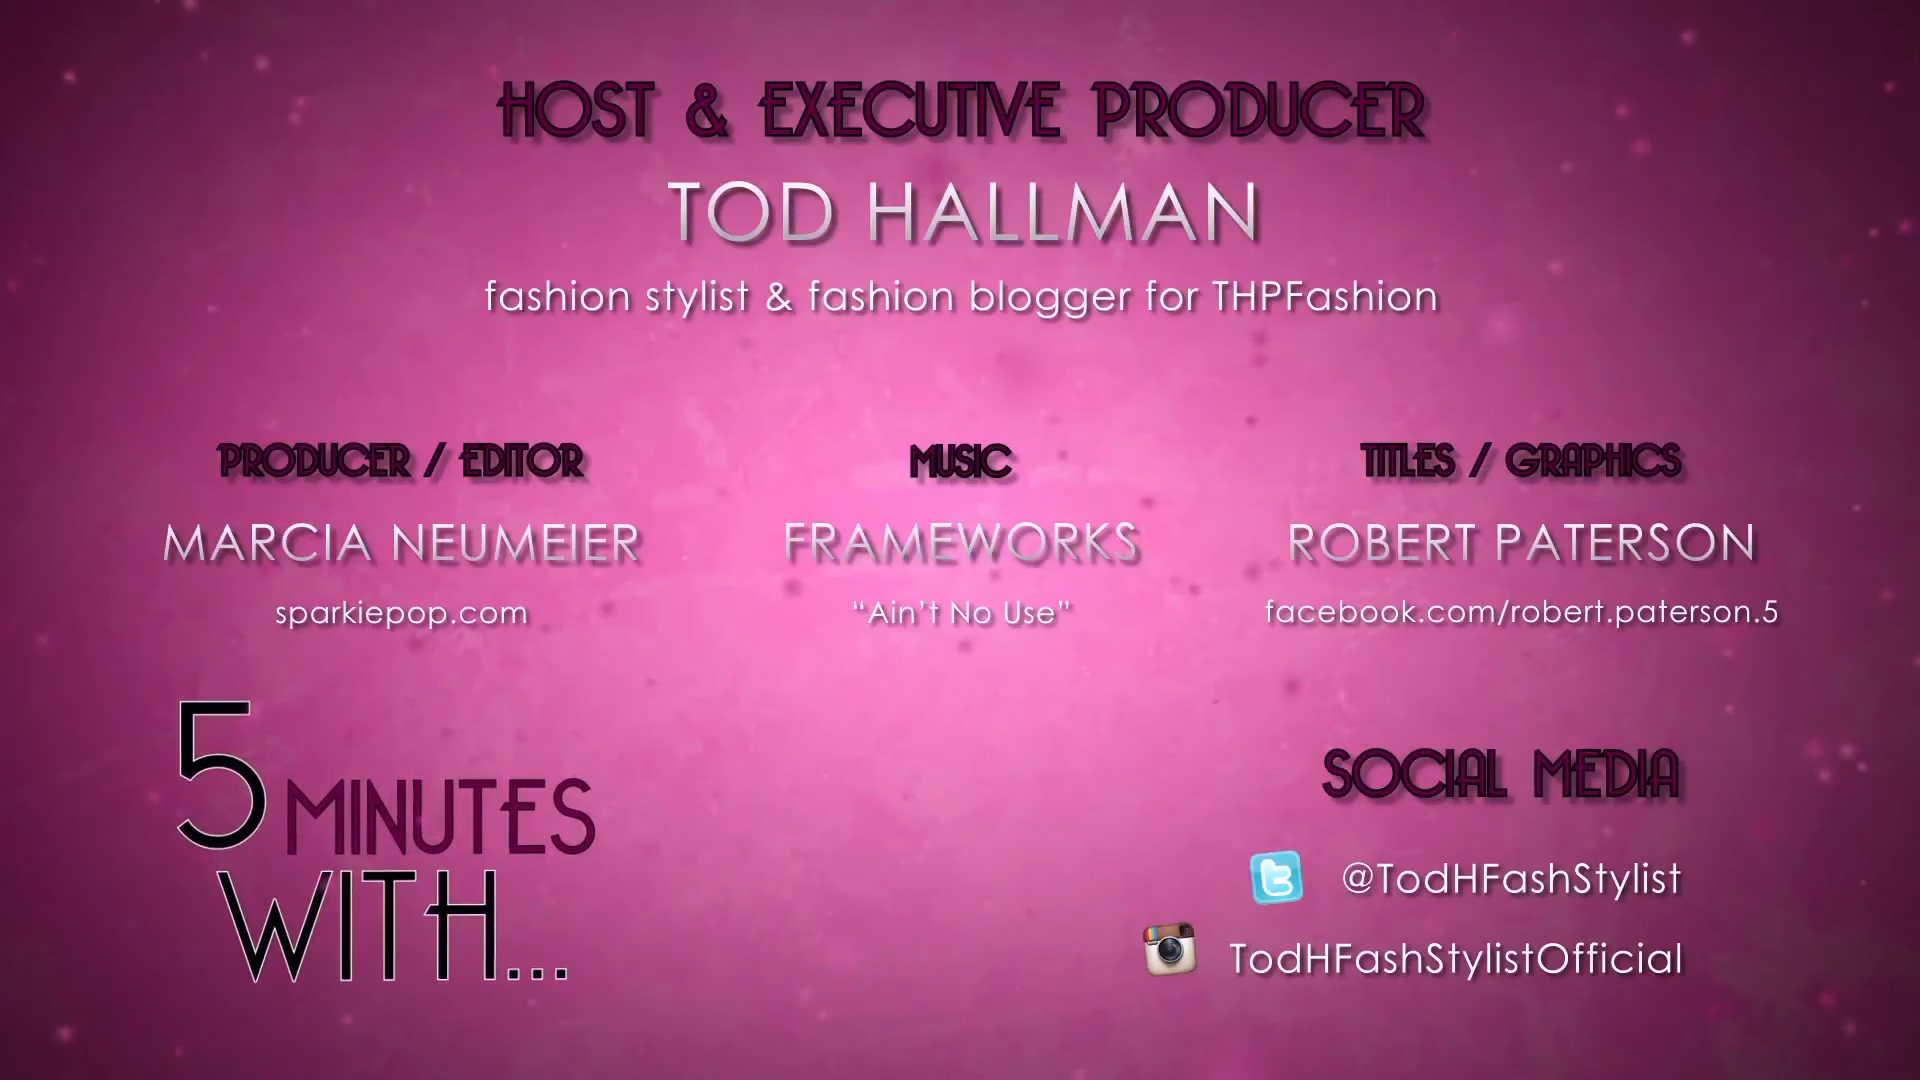 HOST & EXECUTIVE PRODUCER
TOD HALLMAN
fashion stylist & fashion blogger for THPFashion
PRODUCER / EDITOR
MARCIA NEUMEIER
sparkiepop.com
MUSIC
FRAMEWORKS
“Ain’t No Use”
TITLES / GRAPHICS
ROBERT PATERSON
facebook.com/robert.paterson.5
5 MINUTES
WITH...
SOCIAL MEDIA
@TodHFashStylist
TodHFashStylistOfficial